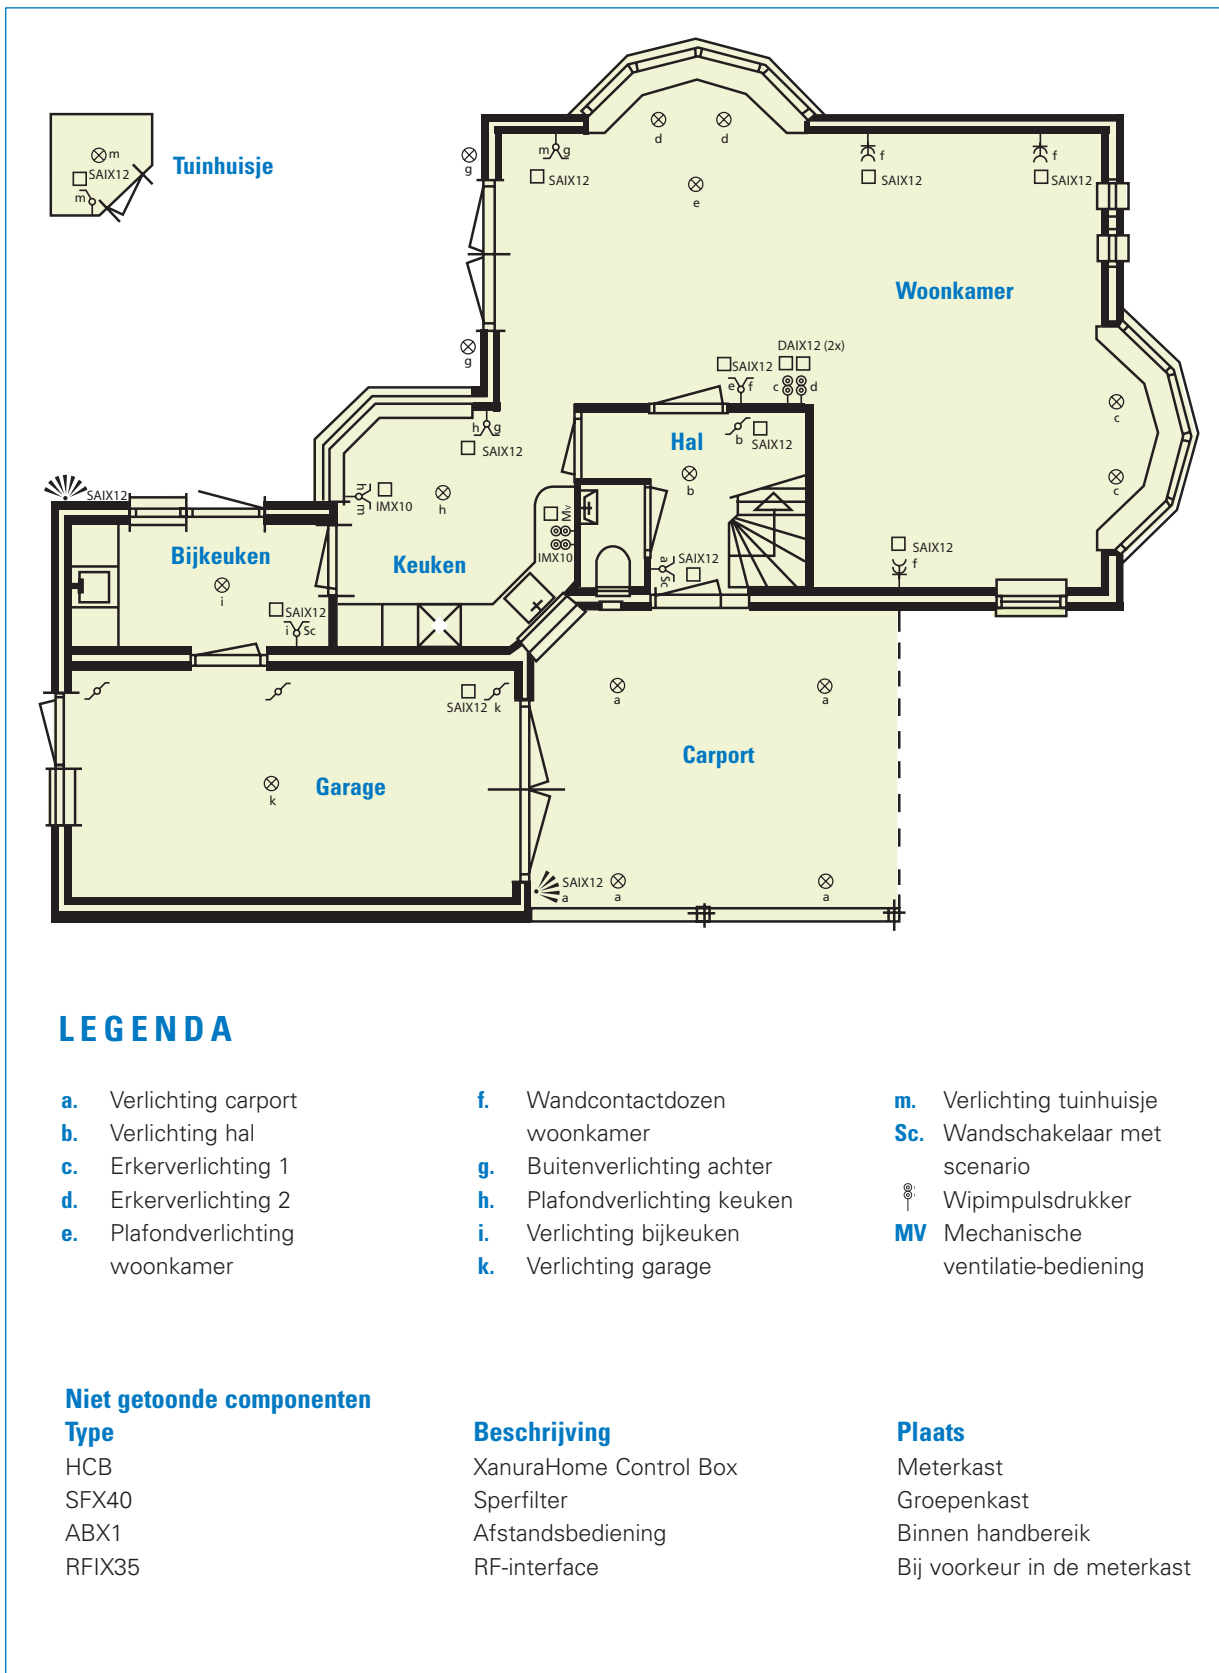 m
SAIX12
m
Tuinhuisje
g
m g
SAIX12
d
d
e
f
SAIX12
f
SAIX12
Woonkamer
g
DAIX12 (2x)
SAIX12
e f
c
d
c
c
h g
SAIX12
Hal
b
SAIX12
b
SAIX12
h
m
IMX10
h
Mv
IMX10
SAIX12
a
Sc
SAIX12
f
Bijkeuken
Keuken
i
SAIX12
i Sc
SAIX12 k
a
a
Carport
Garage
k
SAIX12
a
a
a
LEGENDA
a. Verlichting carport
b. Verlichting hal
c. Erkerverlichting 1
d. Erkerverlichting 2
e. Plafondverlichting
woonkamer
f. Wandcontactdozen
woonkamer
g. Buitenverlichting achter
h. Plafondverlichting keuken
i. Verlichting bijkeuken
k. Verlichting garage
m. Verlichting tuinhuisje
Sc. Wandschakelaar met
scenario
Wipimpulsdrukker
MV Mechanische
ventilatie-bediening
Niet getoonde componenten
Type Beschrijving Plaats
HCB XanuraHome Control Box Meterkast
SFX40 Sperfilter Groepenkast
ABX1 Afstandsbediening Binnen handbereik
RFIX35 RF-interface Bij voorkeur in de meterkast